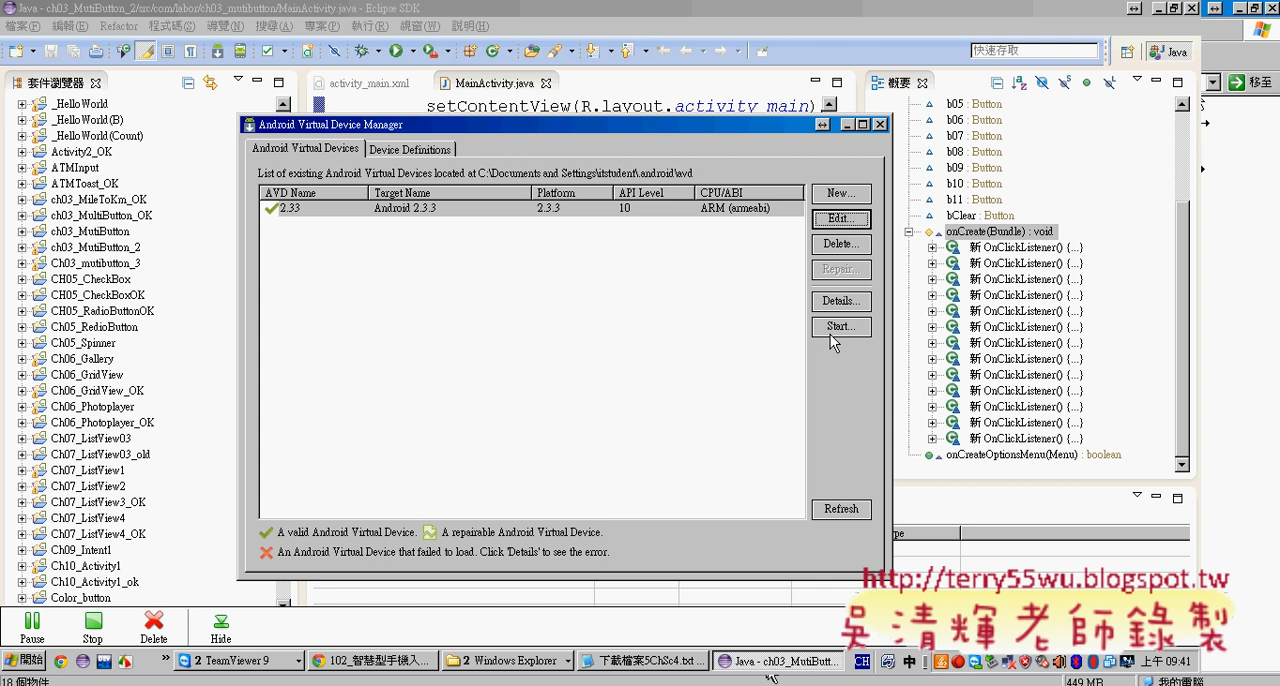 Java - ch03_MutiButton_2/src/com/labor/ch03_mutibutton/MainActivity.java - Eclipse SDK
檔案(F) 編輯(E) Refactor 程式碼(S) 導覽(N) 搜尋(A) 專案(P) 執行(R) 視窗(W) 說明(H)
快速存取
Java
套件瀏覽器
activity_main.xml
MainActivity.java
概要
移至
setContentView(R.layout.activity_main)
_HelloWorld
_HelloWorld(B)
_HelloWorld(Count)
Activity2_OK
ATMInput
ATMToast_OK
ch03_MileToKm_OK
ch03_MultiButton_OK
ch03_MutiButton
ch03_MutiButton_2
Ch03_mutibutton_3
CH05_CheckBox
CH05_CheckBoxOK
CH05_RadioButtonOK
Ch05_RedioButton
Ch05_Spinner
Ch06_Gallery
Ch06_GridView
Ch06_GridView_OK
Ch06_Photoplayer
Ch06_Photoplayer_OK
Ch07_ListView03
Ch07_ListView03_old
Ch07_ListView1
Ch07_ListView2
Ch07_ListView3_OK
Ch07_ListView4
Ch07_ListView4_OK
Ch09_Intent1
Ch10_Activity1
Ch10_Activity1_ok
Color_button
Android Virtual Device Manager
Android Virtual Devices
Device Definitions
List of existing Android Virtual Devices located at C:\Documents and Settings\itstudent\.android\avd
AVD Name Target Name Platform API Level CPU/ABI
2.33 Android 2.3.3 2.3.3 10 ARM (armeabi)
New...
Edit...
Delete...
Repair...
Details...
Start...
Refresh
A valid Android Virtual Device. A repairable Android Virtual Device.
An Android Virtual Device that failed to load. Click 'Details' to see the error.
b05 : Button
b06 : Button
b07 : Button
b08 : Button
b09 : Button
b10 : Button
b11 : Button
bClear : Button
onCreate(Bundle) : void
新 OnClickListener() {...}
新 OnClickListener() {...}
新 OnClickListener() {...}
新 OnClickListener() {...}
新 OnClickListener() {...}
新 OnClickListener() {...}
新 OnClickListener() {...}
新 OnClickListener() {...}
新 OnClickListener() {...}
新 OnClickListener() {...}
新 OnClickListener() {...}
新 OnClickListener() {...}
新 OnClickListener() {...}
onCreateOptionsMenu(Menu) : boolean
http://terry55wu.blogspot.tw
吳清輝老師錄製
Pause Stop Delete Hide
開始
2 TeamViewer 9
102_智慧型手機入...
2 Windows Explorer
下載檔案5ChSc4.txt ...
Java - ch03_MutiButt...
CH
中
上午 09:41
18 個物件
449 MB
我的電腦